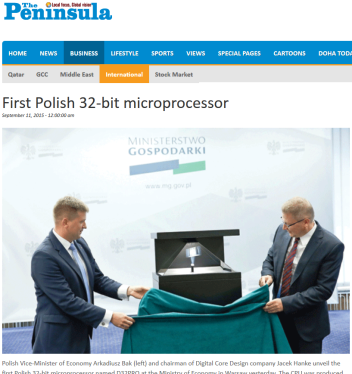 The
Peninsula
Local focus, Global vision
HOME NEWS BUSINESS LIFESTYLE SPORTS VIEWS SPECIAL PAGES CARTOONS DOHA TODA
Qatar GCC Middle East International Stock Market
First Polish 32-bit microprocessor
September 11, 2015 - 12:00:00 am
MINISTERSTWO
GOSPODARKI
www.mg.gov.pl
Polish Vice-Minister of Economy Arkadiusz Bak (left) and chairman of Digital Core Design company Jacek Hanke unveil the
first Polish 32-bit microprocessor named D32PRO at the Ministry of Economy in Warsaw yesterday. The CPU was produced